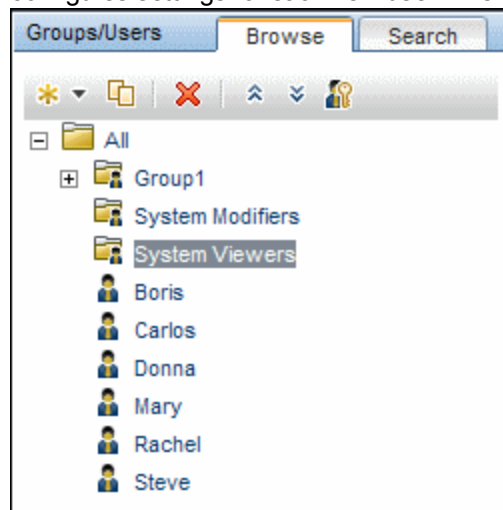 Groups/Users Browse Search
All
Group1
System Modifiers
System Viewers
Boris
Carlos
Donna
Mary
Rachel
Steve